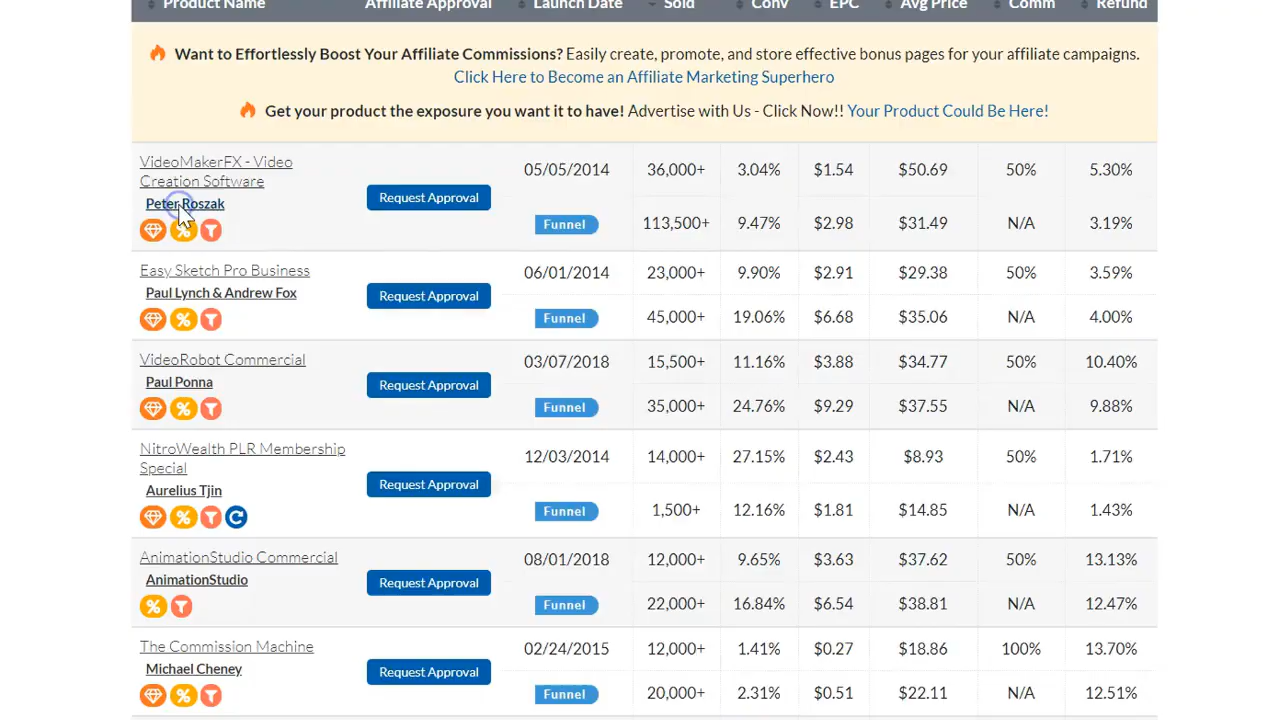 Product Name Affiliate Approval Launch Date Sold Conv EPC Avg Price Comm Refund
Want to Effortlessly Boost Your Affiliate Commissions? Easily create, promote, and store effective bonus pages for your affiliate campaigns.
Click Here to Become an Affiliate Marketing Superhero
Get your product the exposure you want it to have! Advertise with Us - Click Now!! Your Product Could Be Here!
VideoMakerFX - Video
Creation Software
Peter Roszak
Request Approval
05/05/2014 36,000+ 3.04% $1.54 $50.69 50% 5.30%
Funnel 113,500+ 9.47% $2.98 $31.49 N/A 3.19%
Easy Sketch Pro Business
Paul Lynch & Andrew Fox
Request Approval
06/01/2014 23,000+ 9.90% $2.91 $29.38 50% 3.59%
Funnel 45,000+ 19.06% $6.68 $35.06 N/A 4.00%
VideoRobot Commercial
Paul Ponna
Request Approval
03/07/2018 15,500+ 11.16% $3.88 $34.77 50% 10.40%
Funnel 35,000+ 24.76% $9.29 $37.55 N/A 9.88%
NitroWealth PLR Membership
Special
Aurelius Tjin
Request Approval
12/03/2014 14,000+ 27.15% $2.43 $8.93 50% 1.71%
Funnel 1,500+ 12.16% $1.81 $14.85 N/A 1.43%
AnimationStudio Commercial
AnimationStudio
Request Approval
08/01/2018 12,000+ 9.65% $3.63 $37.62 50% 13.13%
Funnel 22,000+ 16.84% $6.54 $38.81 N/A 12.47%
The Commission Machine
Michael Cheney
Request Approval
02/24/2015 12,000+ 1.41% $0.27 $18.86 100% 13.70%
Funnel 20,000+ 2.31% $0.51 $22.11 N/A 12.51%